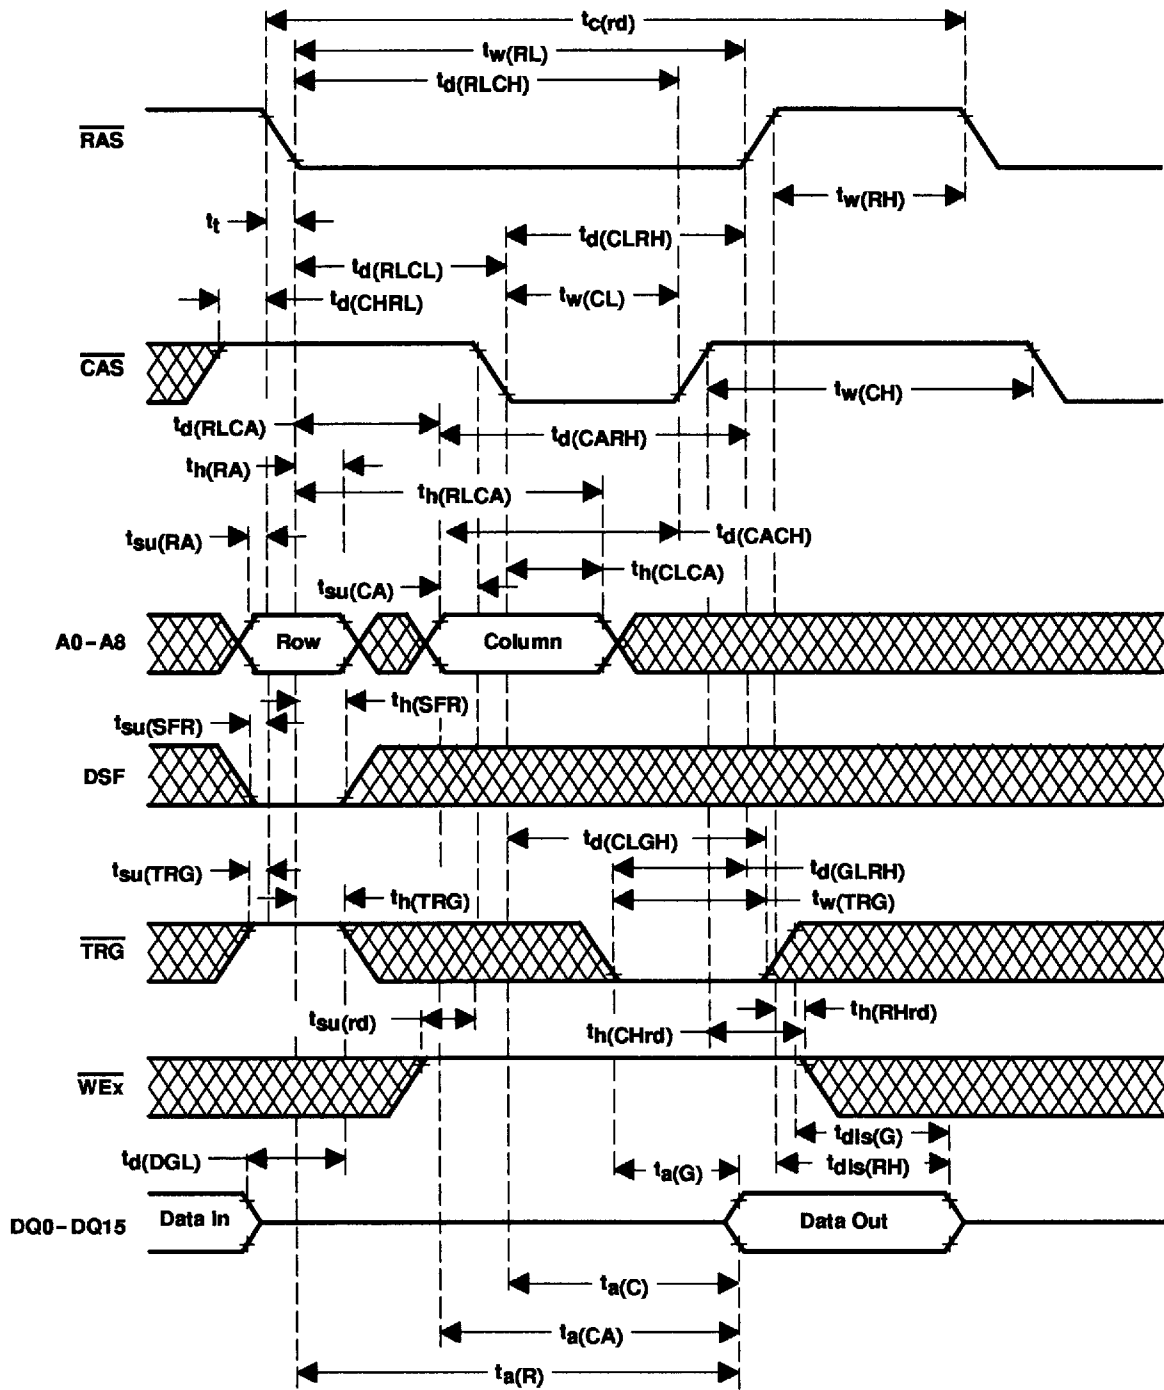 tc(rd)
tw(RL)
td(RLCH)
RAS
tw(RH)
tt
td(CLRH)
td(RLCL)
td(CHRL)
tw(CL)
CAS
tw(CH)
td(RLCA)
td(CARH)
th(RA)
th(RLCA)
tsu(RA)
td(CACH)
tsu(CA)
th(CLCA)
A0-A8
Row
Column
th(SFR)
tsu(SFR)
DSF
td(CLGH)
tsu(TRG)
td(GLRH)
th(TRG)
tw(TRG)
TRG
tsu(rd)
th(RHrd)
th(CHrd)
WEx
tdis(G)
td(DGL)
ta(G)
tdis(RH)
DQ0-DQ15
Data In
Data Out
ta(C)
ta(CA)
ta(R)